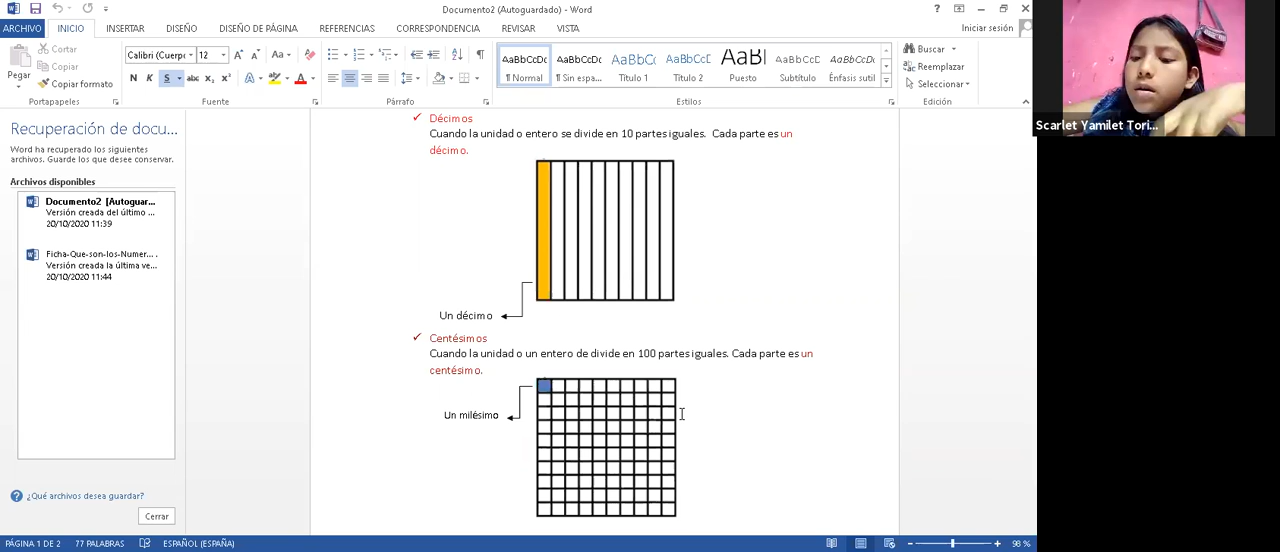 Documento2 (Autoguardado) - Word
ARCHIVO INICIO INSERTAR DISEÑO DISEÑO DE PÁGINA REFERENCIAS CORRESPONDENCIA REVISAR VISTA Iniciar sesión
Pegar
Cortar
Copiar
Copiar formato
Portapapeles
Calibri (Cuerpo 12
N K S abc x₂ x²
Fuente
Párrafo
AaBbCcDc AaBbCcDc AaBbCc AaBbCcD AaBl AaBbCcD AaBbCcDc
¶ Normal ¶ Sin espa... Título 1 Título 2 Puesto Subtítulo Énfasis sutil
Estilos
Buscar
Reemplazar
Seleccionar
Edición
Recuperación de docu...
Word ha recuperado los siguientes
archivos. Guarde los que desee conservar.
Archivos disponibles
Documento2 [Autoguar...
Versión creada del último ...
20/10/2020 11:39
Ficha-Que-son-los-Numer... .
Versión creada la última ve...
20/10/2020 11:44
¿Qué archivos desea guardar?
Cerrar
✓ Décimos
Cuando la unidad o entero se divide en 10 partes iguales. Cada parte es un
décimo.
Un décimo
✓ Centésimos
Cuando la unidad o un entero de divide en 100 partes iguales. Cada parte es un
centésimo.
Un milésimo
PÁGINA 1 DE 2 77 PALABRAS ESPAÑOL (ESPAÑA) 98 %
Scarlet Yamilet Tori...